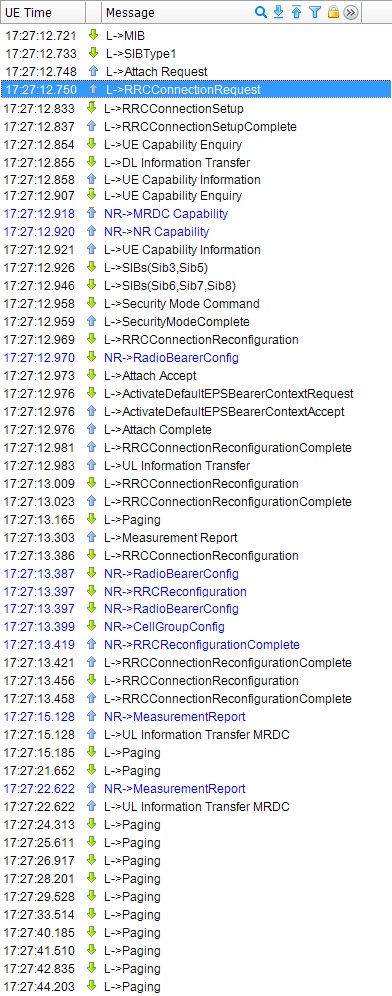 UE Time Message
17:27:12.721 L->MIB
17:27:12.733 L->SIBType1
17:27:12.748 L->Attach Request
17:27:12.750 L->RRCConnectionRequest
17:27:12.833 L->RRCConnectionSetup
17:27:12.837 L->RRCConnectionSetupComplete
17:27:12.854 L->UE Capability Enquiry
17:27:12.855 L->DL Information Transfer
17:27:12.858 L->UE Capability Information
17:27:12.907 L->UE Capability Enquiry
17:27:12.918 NR->MRDC Capability
17:27:12.920 NR->NR Capability
17:27:12.921 L->UE Capability Information
17:27:12.926 L->SIBs(Sib3,Sib5)
17:27:12.946 L->SIBs(Sib6,Sib7,Sib8)
17:27:12.958 L->Security Mode Command
17:27:12.959 L->SecurityModeComplete
17:27:12.969 L->RRCConnectionReconfiguration
17:27:12.970 NR->RadioBearerConfig
17:27:12.973 L->Attach Accept
17:27:12.976 L->ActivateDefaultEPSBearerContextRequest
17:27:12.976 L->ActivateDefaultEPSBearerContextAccept
17:27:12.976 L->Attach Complete
17:27:12.981 L->RRCConnectionReconfigurationComplete
17:27:12.983 L->UL Information Transfer
17:27:13.009 L->RRCConnectionReconfiguration
17:27:13.023 L->RRCConnectionReconfigurationComplete
17:27:13.165 L->Paging
17:27:13.303 L->Measurement Report
17:27:13.386 L->RRCConnectionReconfiguration
17:27:13.387 NR->RadioBearerConfig
17:27:13.397 NR->RRCReconfiguration
17:27:13.397 NR->RadioBearerConfig
17:27:13.399 NR->CellGroupConfig
17:27:13.419 NR->RRCReconfigurationComplete
17:27:13.421 L->RRCConnectionReconfigurationComplete
17:27:13.456 L->RRCConnectionReconfiguration
17:27:13.458 L->RRCConnectionReconfigurationComplete
17:27:15.128 NR->MeasurementReport
17:27:15.128 L->UL Information Transfer MRDC
17:27:15.185 L->Paging
17:27:21.652 L->Paging
17:27:22.622 NR->MeasurementReport
17:27:22.622 L->UL Information Transfer MRDC
17:27:24.313 L->Paging
17:27:25.611 L->Paging
17:27:26.917 L->Paging
17:27:28.201 L->Paging
17:27:29.528 L->Paging
17:27:33.514 L->Paging
17:27:40.185 L->Paging
17:27:41.510 L->Paging
17:27:42.835 L->Paging
17:27:44.203 L->Paging